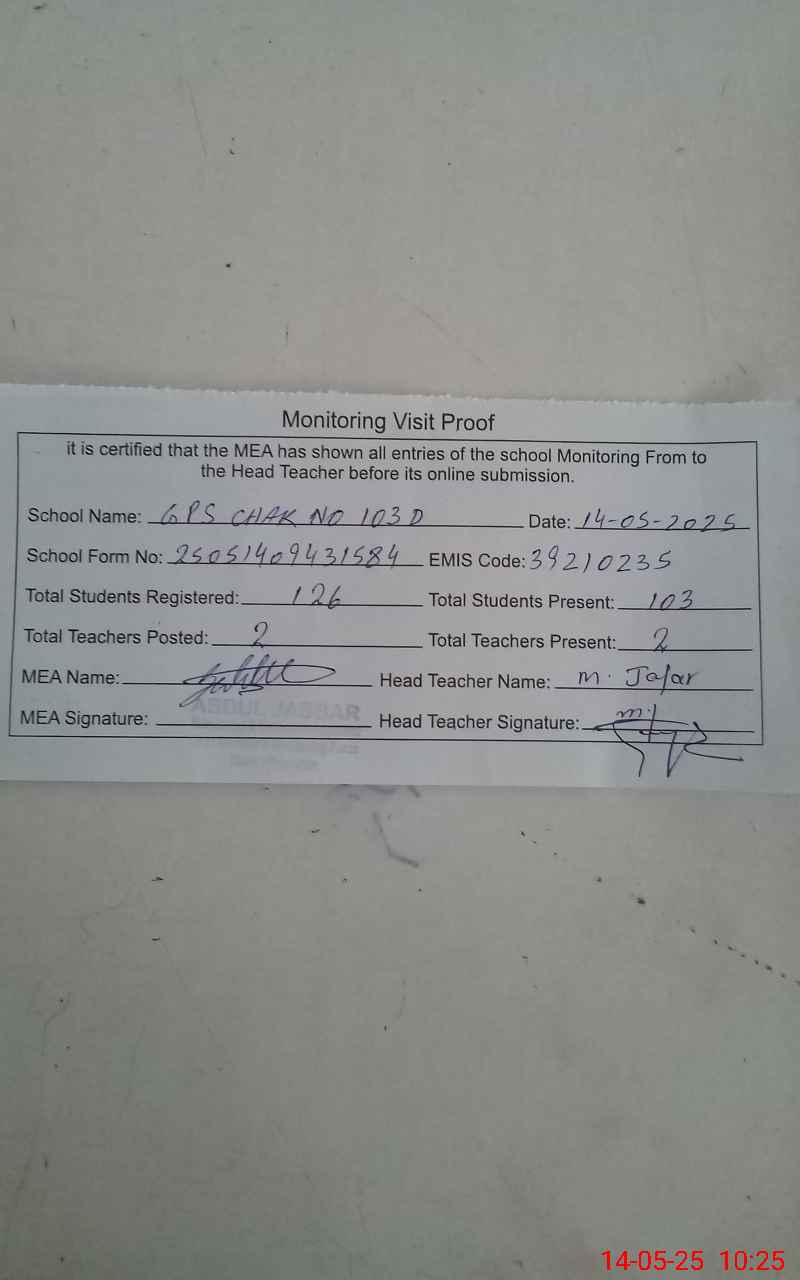 Monitoring Visit Proof
it is certified that the MEA has shown all entries of the school Monitoring From to
the Head Teacher before its online submission.
School Name: GPS CHAK NO 103 D Date: 14-05-2025
School Form No: 25051409431584 EMIS Code: 39210235
Total Students Registered: 126 Total Students Present: 103
Total Teachers Posted: 2 Total Teachers Present: 2
MEA Name: Head Teacher Name: M. Jafar
ABDUL JABBAR
MEA Signature: Head Teacher Signature:
14-05-25 10:25